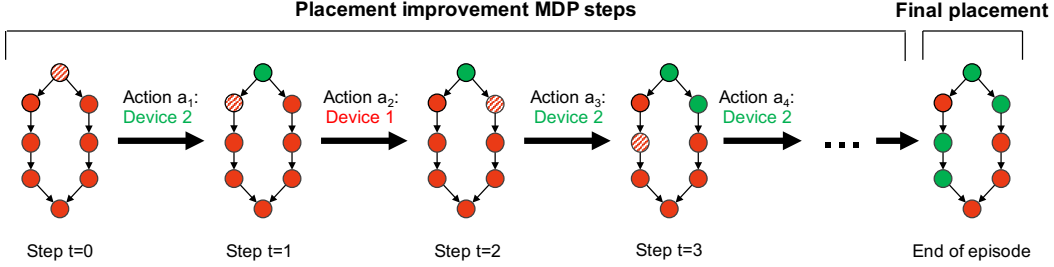 Placement improvement MDP steps
Final placement
Action a₁:
Device 2
Action a₂:
Device 1
Action a₃:
Device 2
Action a₄:
Device 2
Step t=0
Step t=1
Step t=2
Step t=3
End of episode